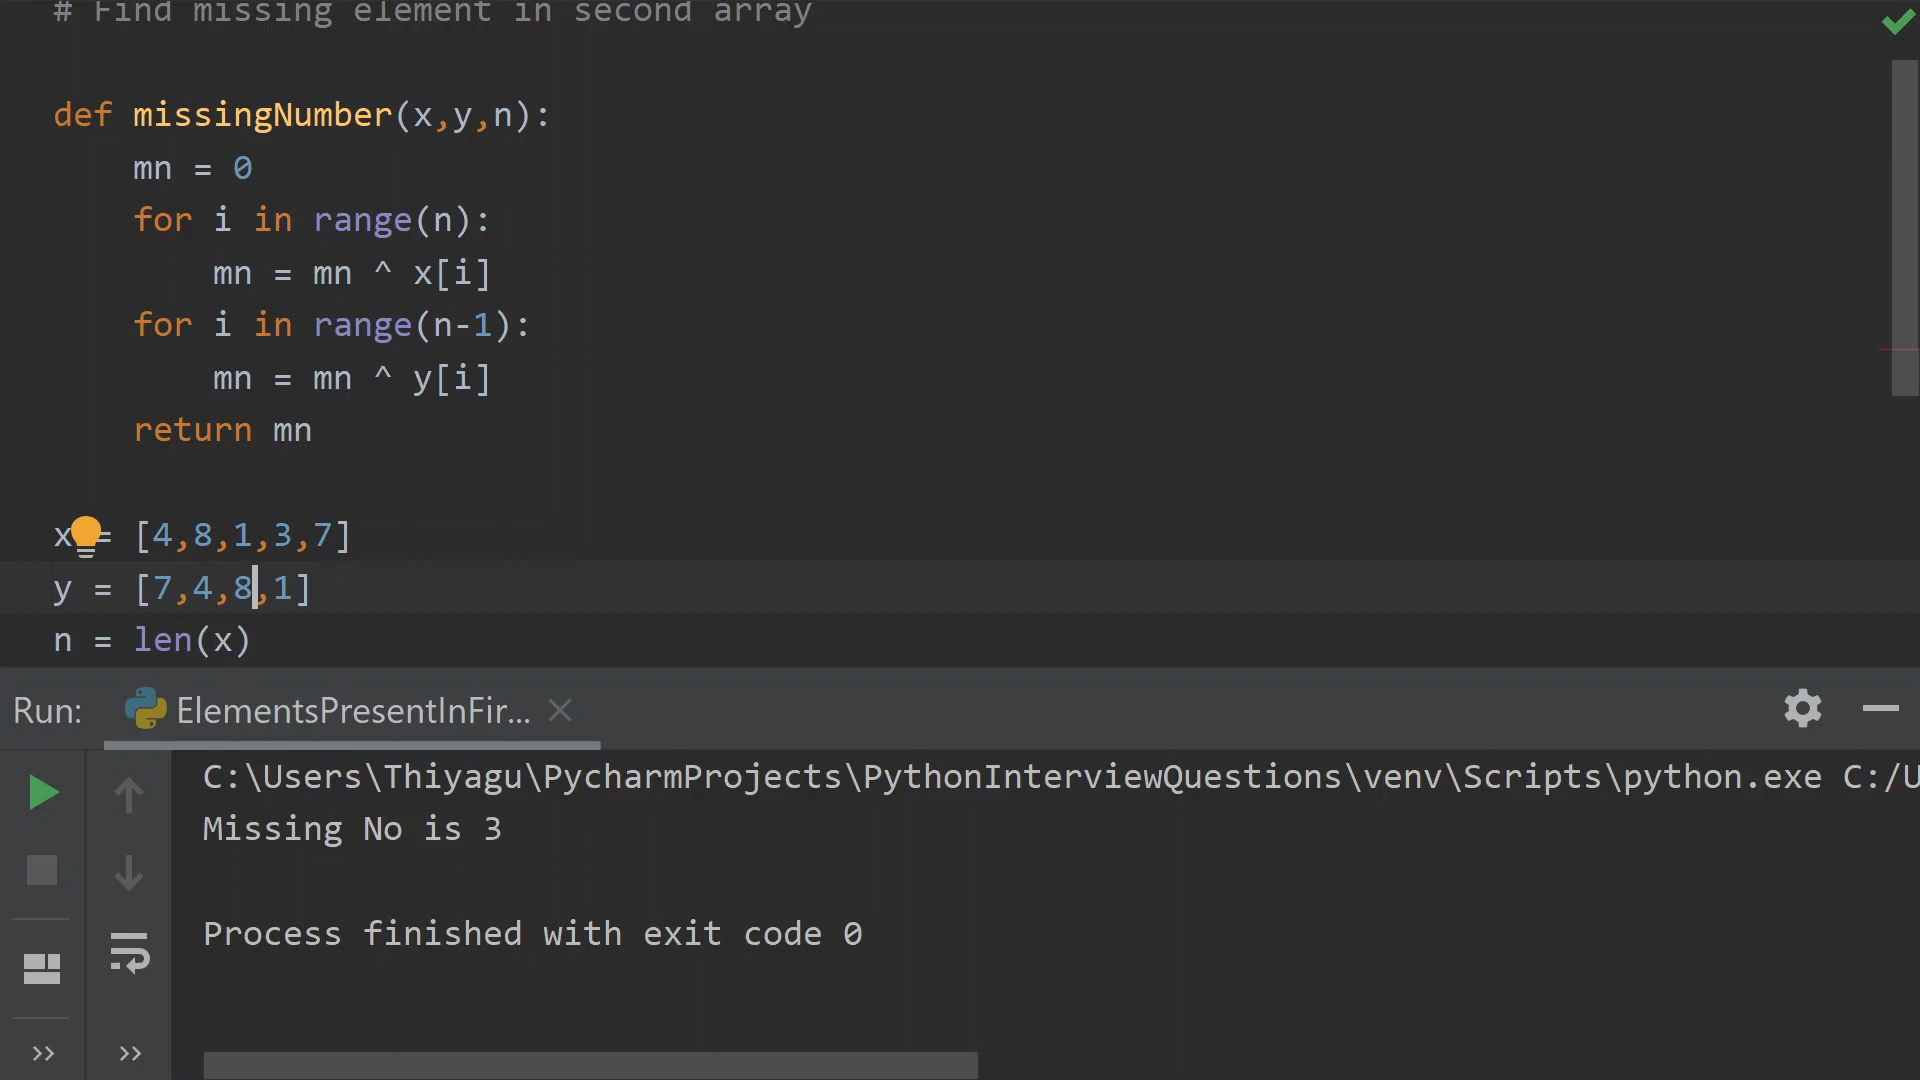 # Find missing element in second array
def missingNumber(x,y,n):
    mn = 0
    for i in range(n):
        mn = mn ^ x[i]
    for i in range(n-1):
        mn = mn ^ y[i]
    return mn
x = [4,8,1,3,7]
y = [7,4,8,1]
n = len(x)
Run: ElementsPresentInFir...
C:\Users\Thiyagu\PycharmProjects\PythonInterviewQuestions\venv\Scripts\python.exe C:/U
Missing No is 3
Process finished with exit code 0